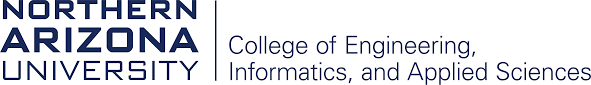 NORTHERN
ARIZONA
UNIVERSITY
College of Engineering,
Informatics, and Applied Sciences